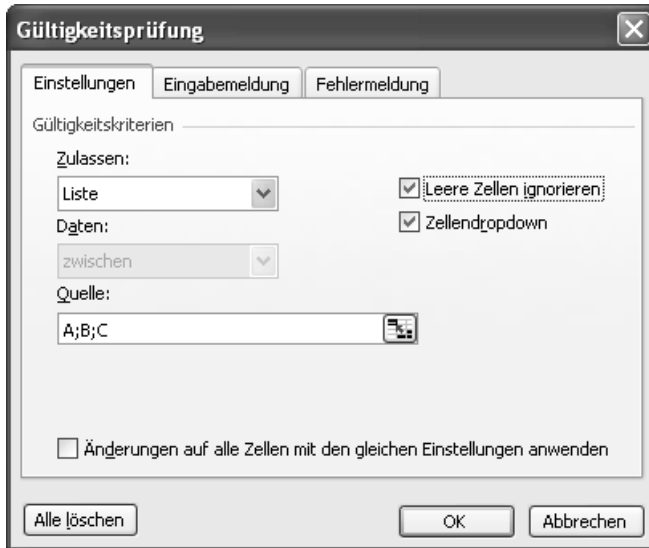 Gültigkeitsprüfung
Einstellungen Eingabemeldung Fehlermeldung
Gültigkeitskriterien
Zulassen:
Liste
Leere Zellen ignorieren
Daten:
Zellendropdown
zwischen
Quelle:
A;B;C
Änderungen auf alle Zellen mit den gleichen Einstellungen anwenden
Alle löschen OK Abbrechen